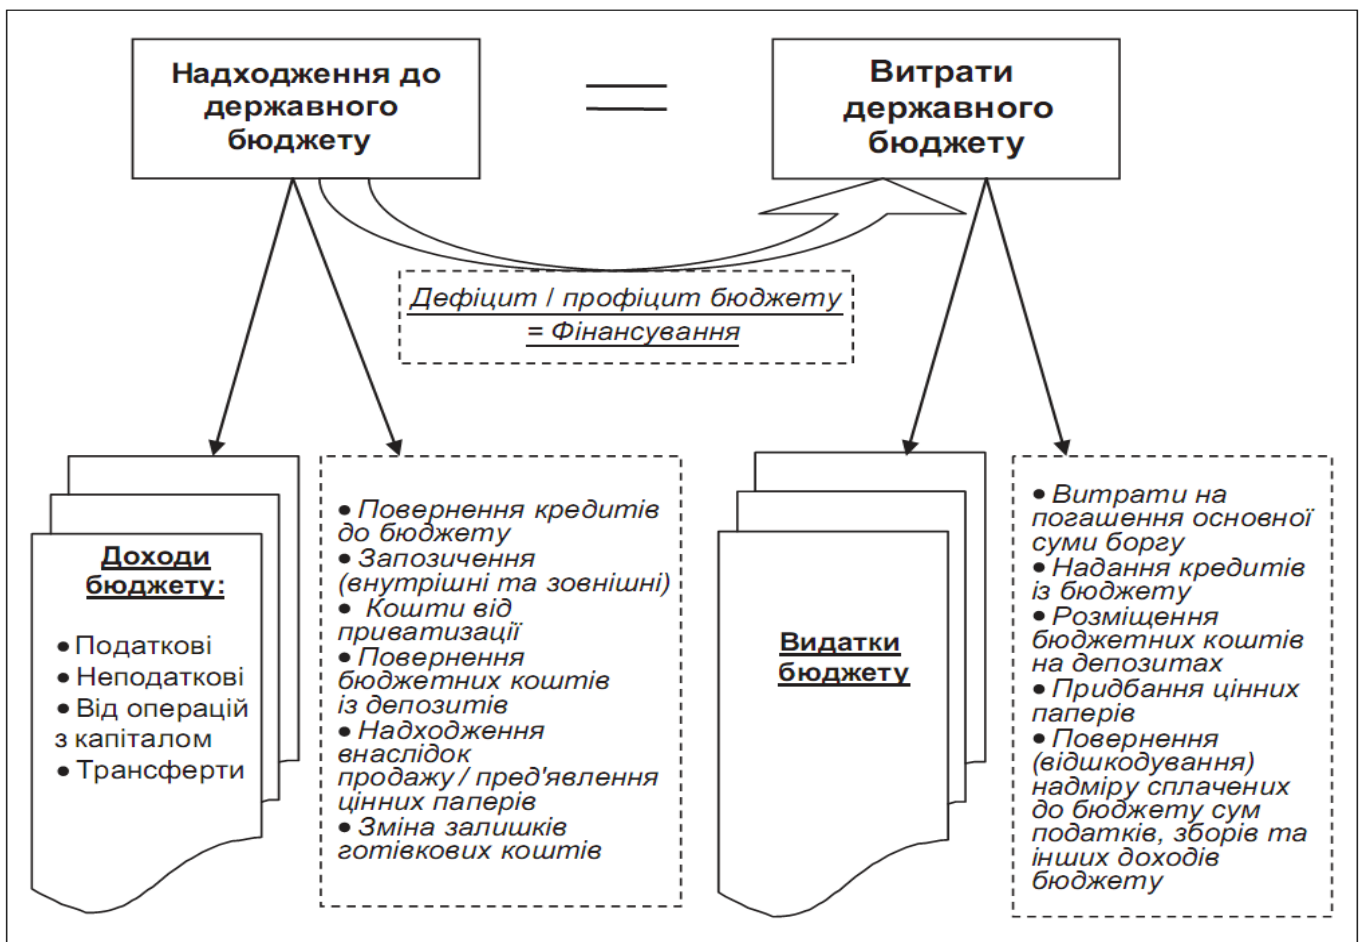 Надходження до
державного
бюджету
=
Витрати
державного
бюджету
Дефіцит / профіцит бюджету
= Фінансування
Доходи
бюджету:
● Податкові
● Неподаткові
● Від операцій
з капіталом
● Трансферти
● Повернення кредитів
до бюджету
● Запозичення
(внутрішні та зовнішні)
● Кошти від
приватизації
● Повернення
бюджетних коштів
із депозитів
● Надходження
внаслідок
продажу / пред'явлення
цінних паперів
● Зміна залишків
готівкових коштів
Видатки
бюджету
● Витрати на
погашення основної
суми боргу
● Надання кредитів
із бюджету
● Розміщення
бюджетних коштів
на депозитах
● Придбання цінних
паперів
● Повернення
(відшкодування)
надміру сплачених
до бюджету сум
податків, зборів та
інших доходів
бюджету